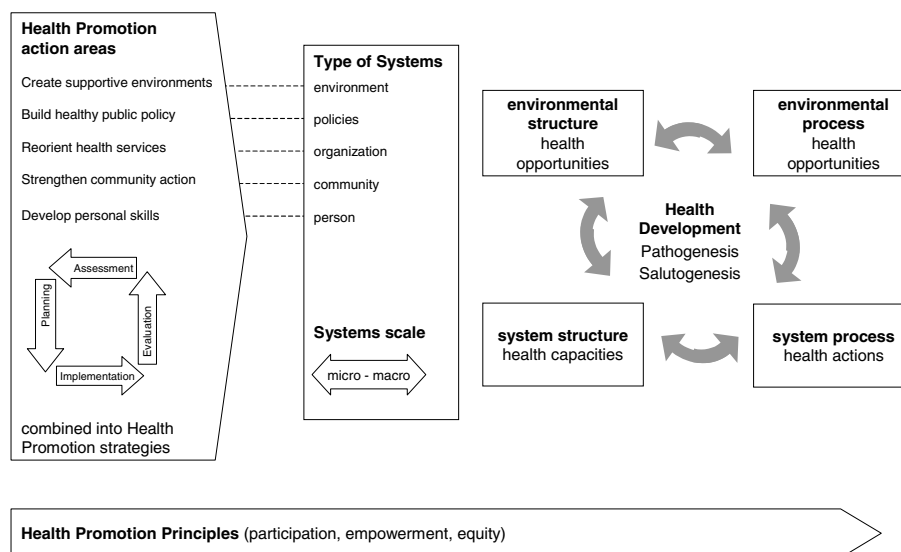 Health Promotion
action areas
Create supportive environments
Build healthy public policy
Reorient health services
Strengthen community action
Develop personal skills
Assessment
Planning
Evaluation
Implementation
combined into Health
Promotion strategies
Type of Systems
environment
policies
organization
community
person
Systems scale
micro - macro
environmental
structure
health
opportunities
environmental
process
health
opportunities
Health
Development
Pathogenesis
Salutogenesis
system structure
health capacities
system process
health actions
Health Promotion Principles (participation, empowerment, equity)